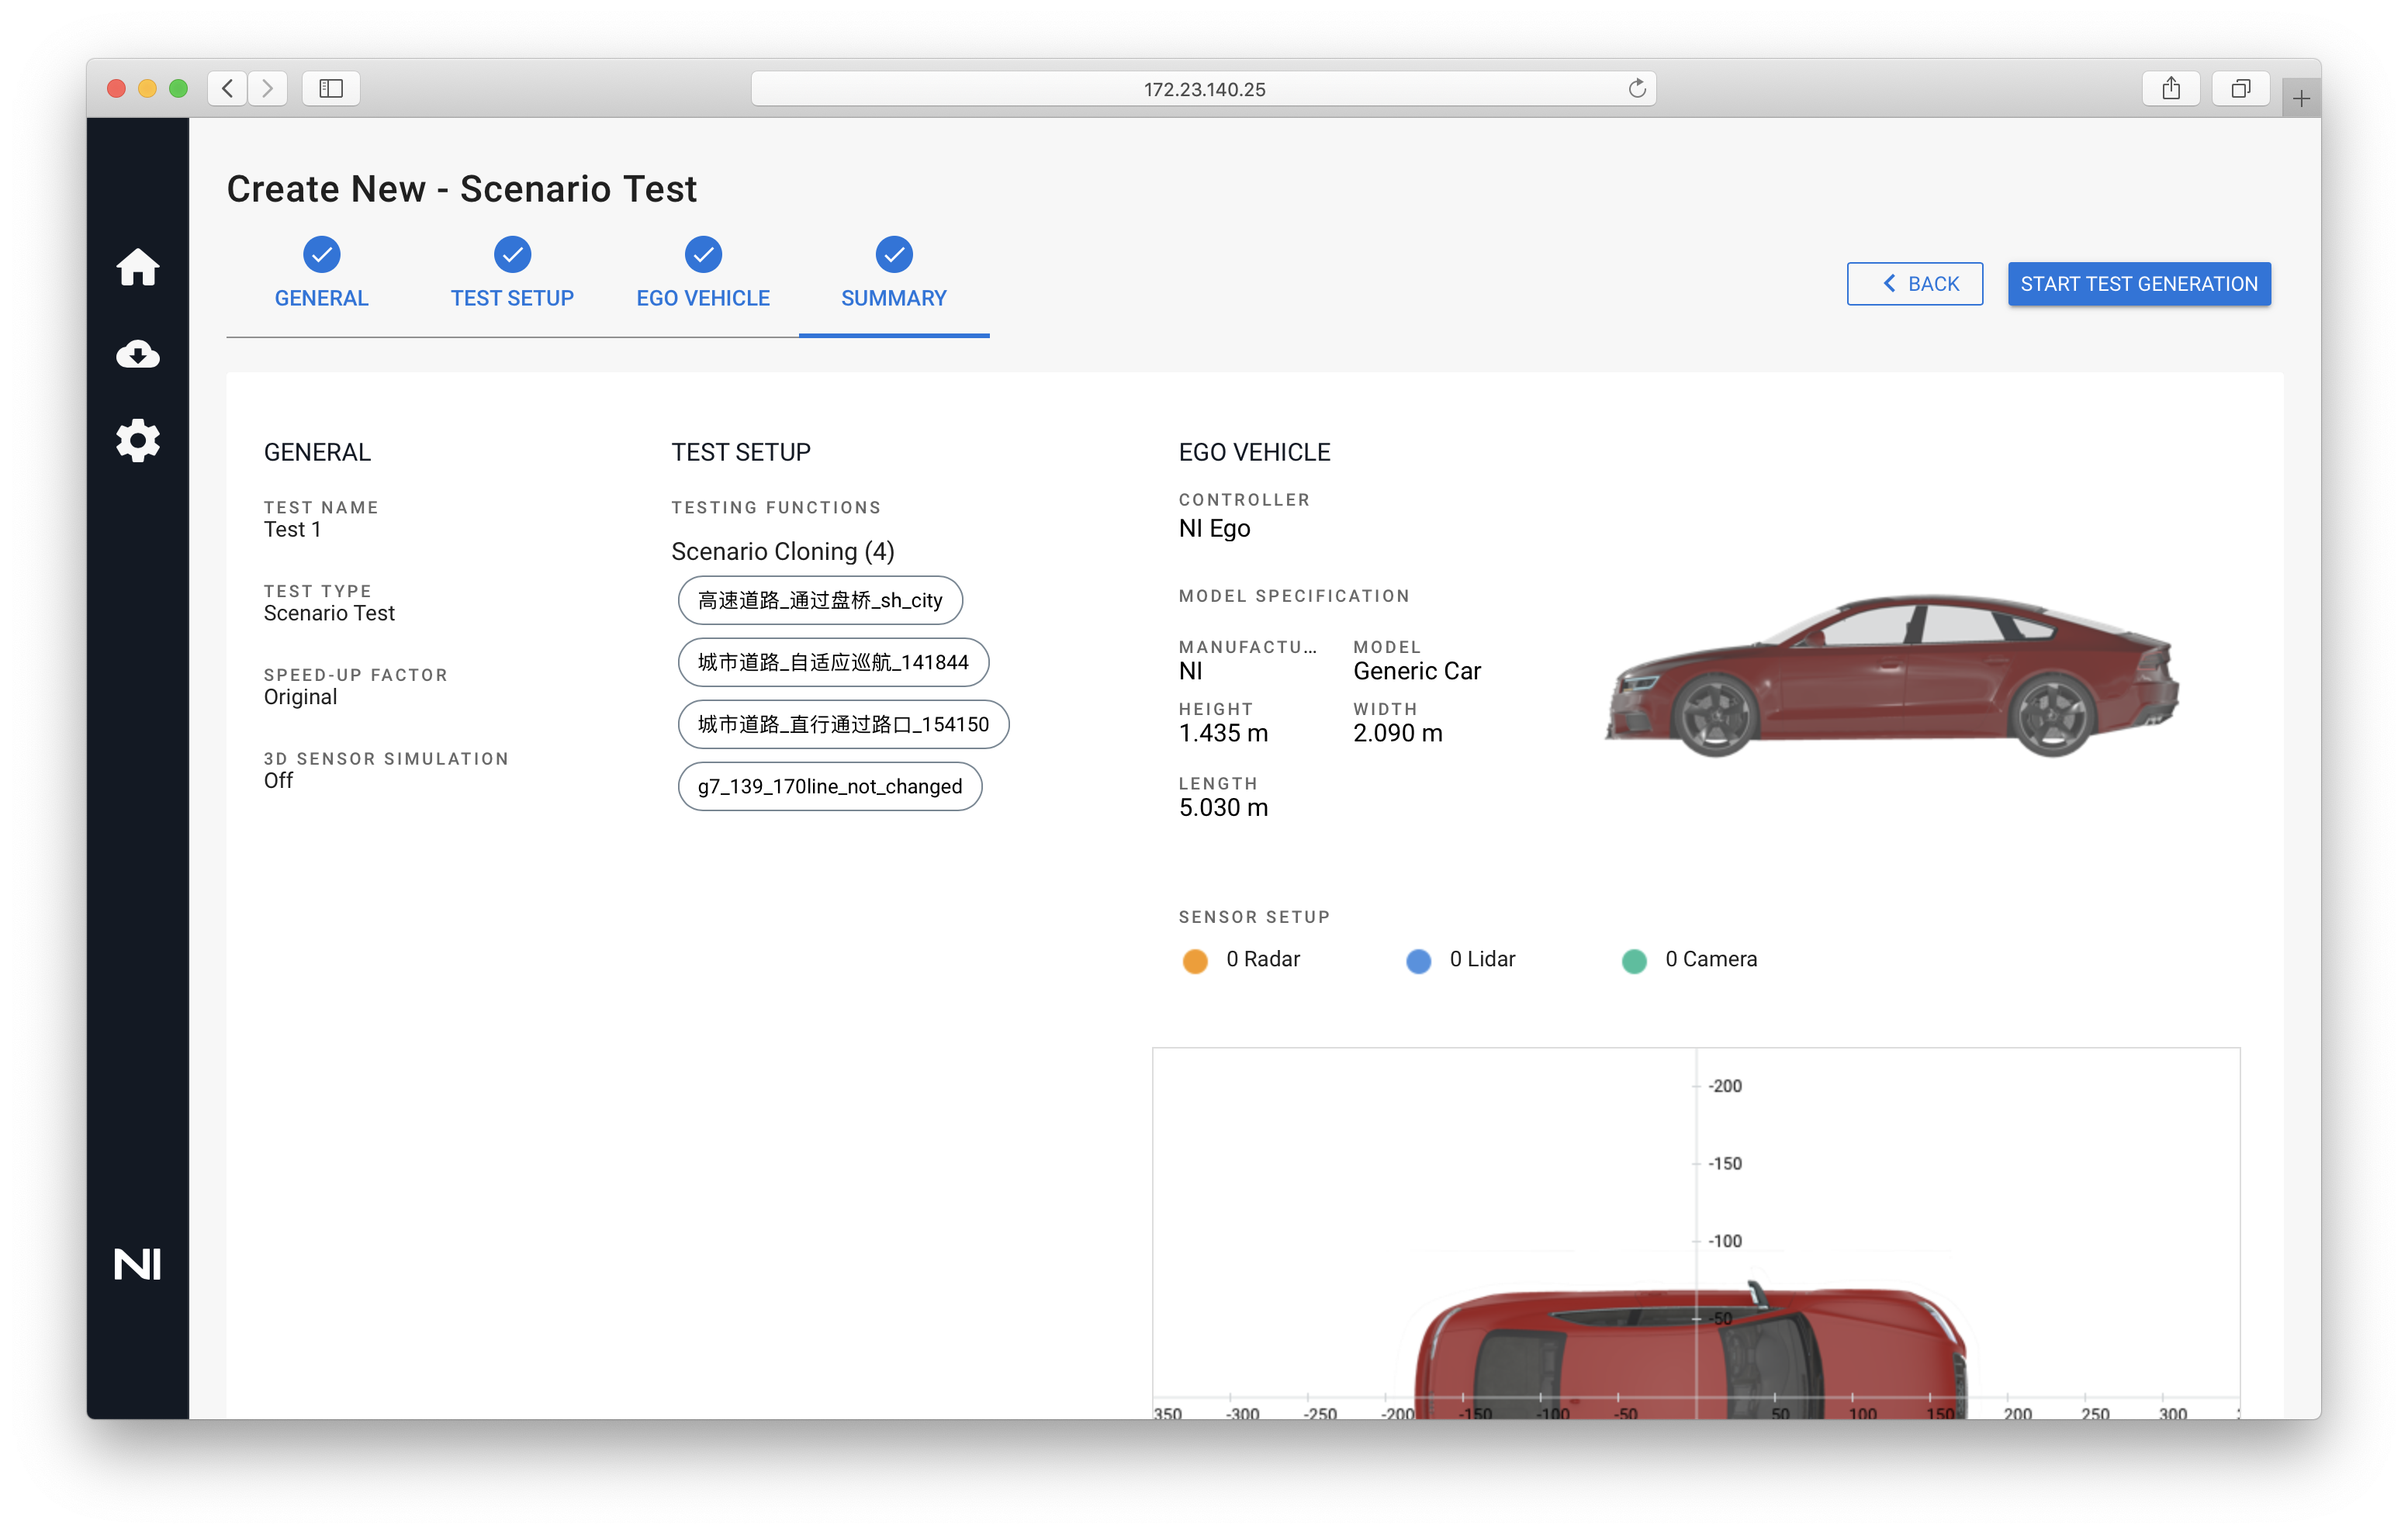 172.23.140.25
Create New - Scenario Test
GENERAL
TEST SETUP
EGO VEHICLE
SUMMARY
BACK
START TEST GENERATION
GENERAL
TEST NAME
Test 1
TEST TYPE
Scenario Test
SPEED-UP FACTOR
Original
3D SENSOR SIMULATION
Off
TEST SETUP
TESTING FUNCTIONS
Scenario Cloning (4)
高速道路_通过盘桥_sh_city
城市道路_自适应巡航_141844
城市道路_直行通过路口_154150
g7_139_170line_not_changed
EGO VEHICLE
CONTROLLER
NI Ego
MODEL SPECIFICATION
MANUFACTU...
NI
MODEL
Generic Car
HEIGHT
1.435 m
WIDTH
2.090 m
LENGTH
5.030 m
SENSOR SETUP
0 Radar
0 Lidar
0 Camera
-200
-150
-100
-50
350 -300 -250 -200 -150 -100 -50 50 100 150 200 250 300
NI